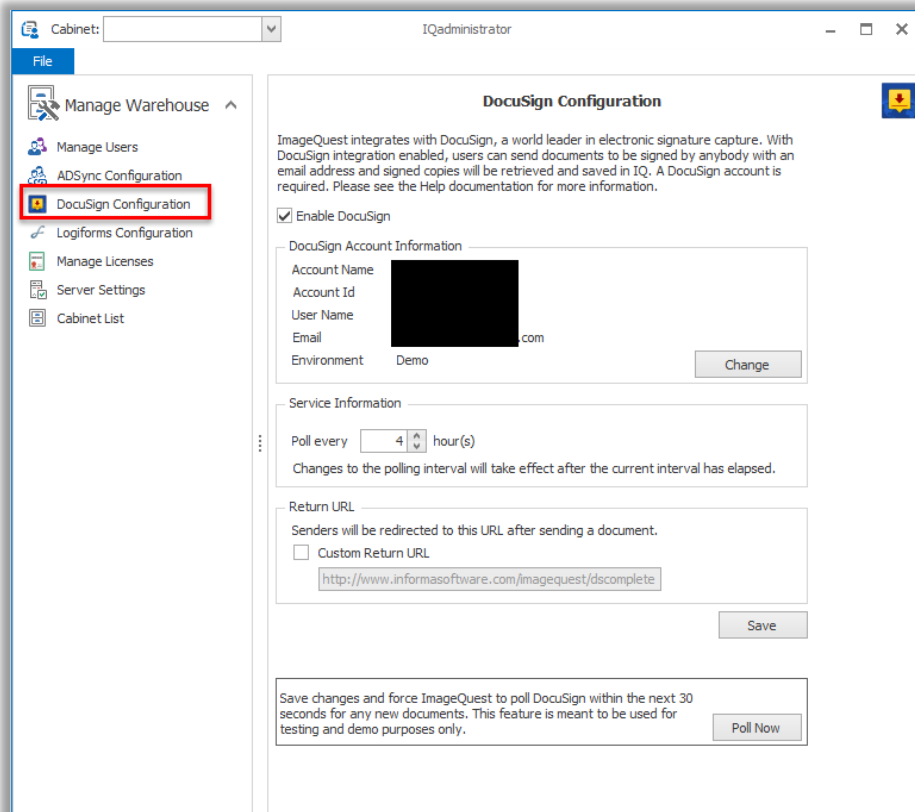 Cabinet:
IQadministrator
File
Manage Warehouse
Manage Users
ADSync Configuration
DocuSign Configuration
Logiforms Configuration
Manage Licenses
Server Settings
Cabinet List
DocuSign Configuration
ImageQuest integrates with DocuSign, a world leader in electronic signature capture. With
DocuSign integration enabled, users can send documents to be signed by anybody with an
email address and signed copies will be retrieved and saved in IQ. A DocuSign account is
required. Please see the Help documentation for more information.
Enable DocuSign
DocuSign Account Information
Account Name
Account Id
User Name
Email .com
Environment Demo
Change
Service Information
Poll every 4 hour(s)
Changes to the polling interval will take effect after the current interval has elapsed.
Return URL
Senders will be redirected to this URL after sending a document.
Custom Return URL
http://www.informasoftware.com/imagequest/dscomplete
Save
Save changes and force ImageQuest to poll DocuSign within the next 30
seconds for any new documents. This feature is meant to be used for
testing and demo purposes only.
Poll Now